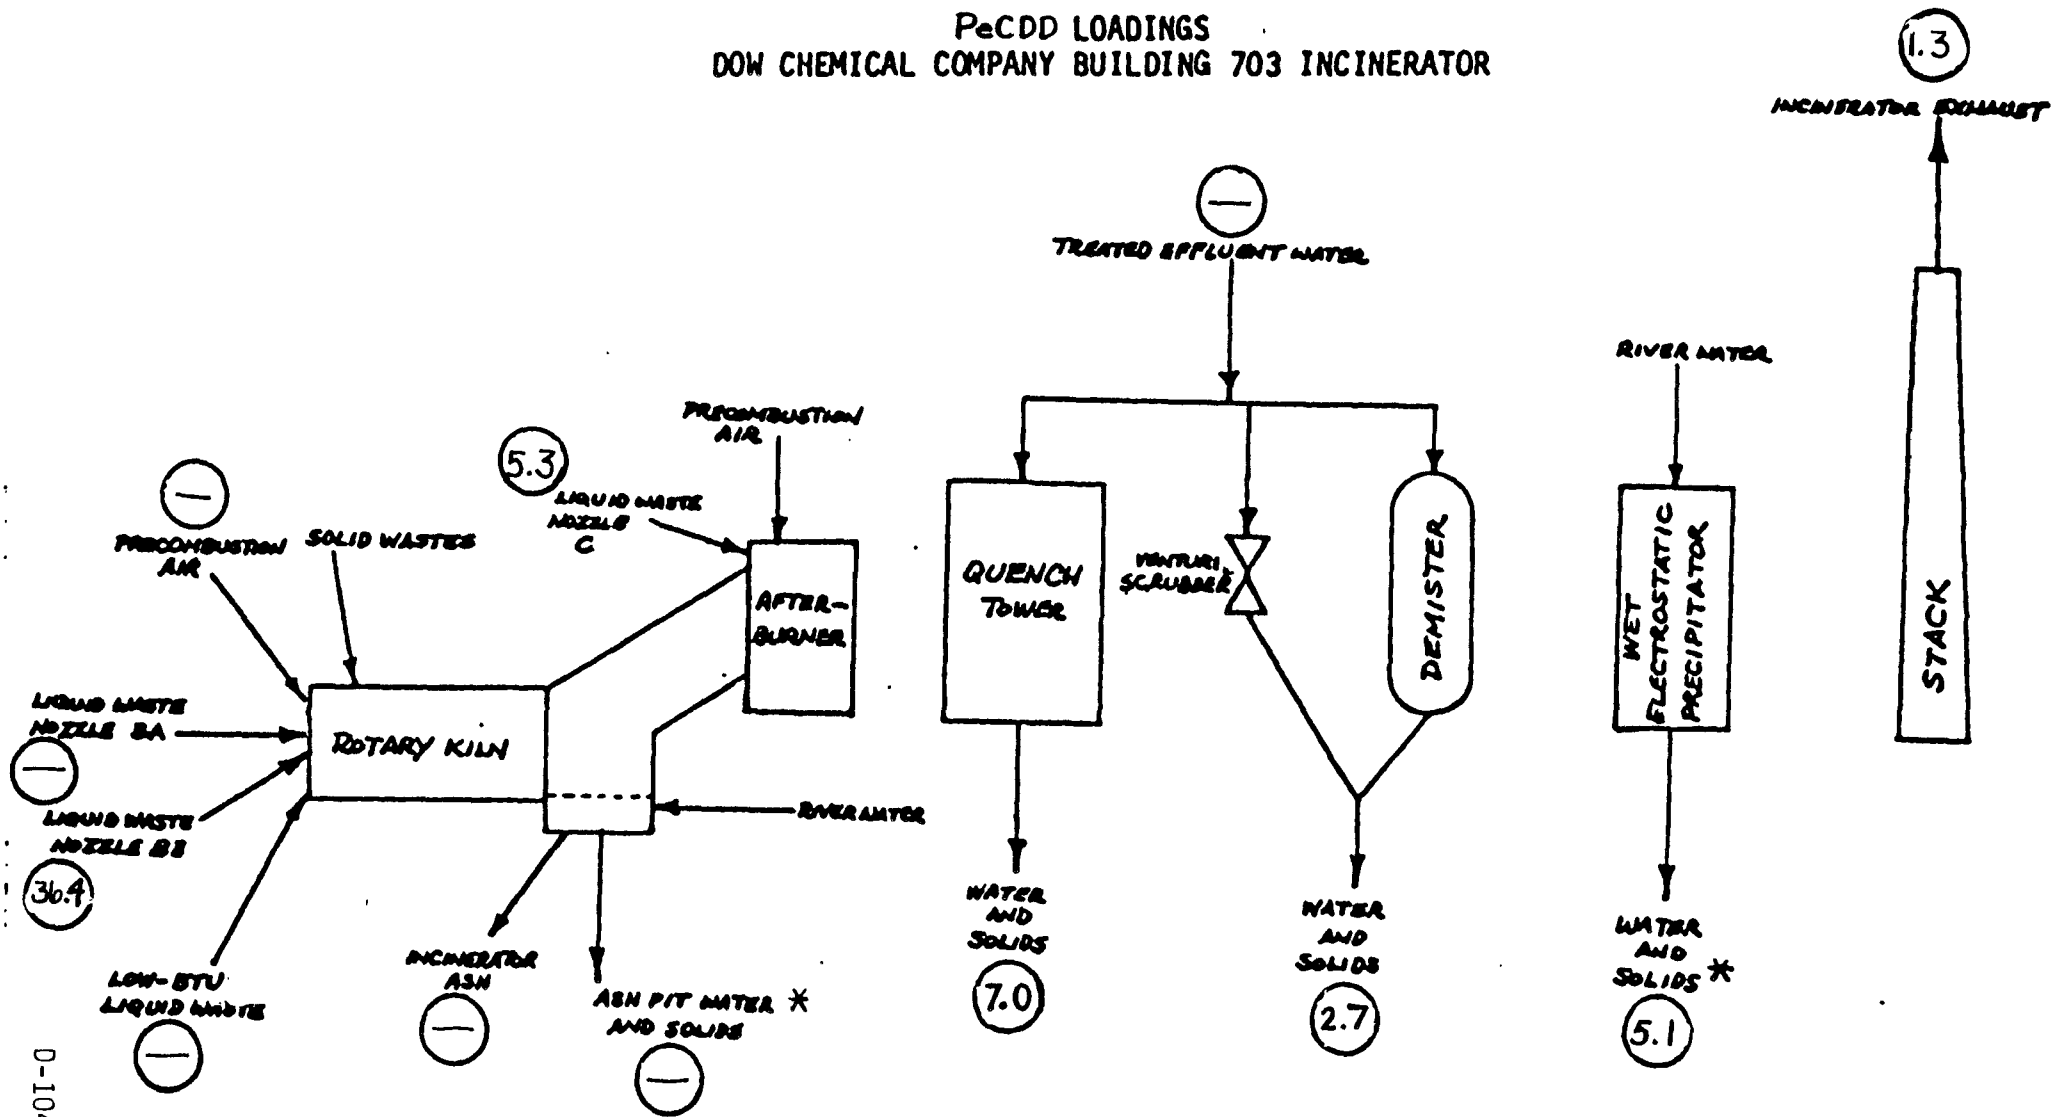 PeCDD LOADINGS
DOW CHEMICAL COMPANY BUILDING 703 INCINERATOR
1.3
INCINERATOR EXHAUST
—
TREATED EFFLUENT WATER
RIVER WATER
PRECOMBUSTION
AIR
5.3
LIQUID WASTE
NOZZLE
C
—
PRECOMBUSTION
AIR
SOLID WASTES
AFTER-
BURNER
QUENCH
TOWER
VENTURI
SCRUBBER
DEMISTER
WET
ELECTROSTATIC
PRECIPITATOR
STACK
LIQUID WASTE
NOZZLE BA
—
ROTARY KILN
LIQUID WASTE
NOZZLE BB
36.4
RIVER WATER
LOW-BTU
LIQUID WASTE
—
INCINERATOR
ASH
—
ASH PIT WATER *
AND SOLIDS
—
WATER
AND
SOLIDS
7.0
WATER
AND
SOLIDS
2.7
WATER
AND
SOLIDS *
5.1
D-104